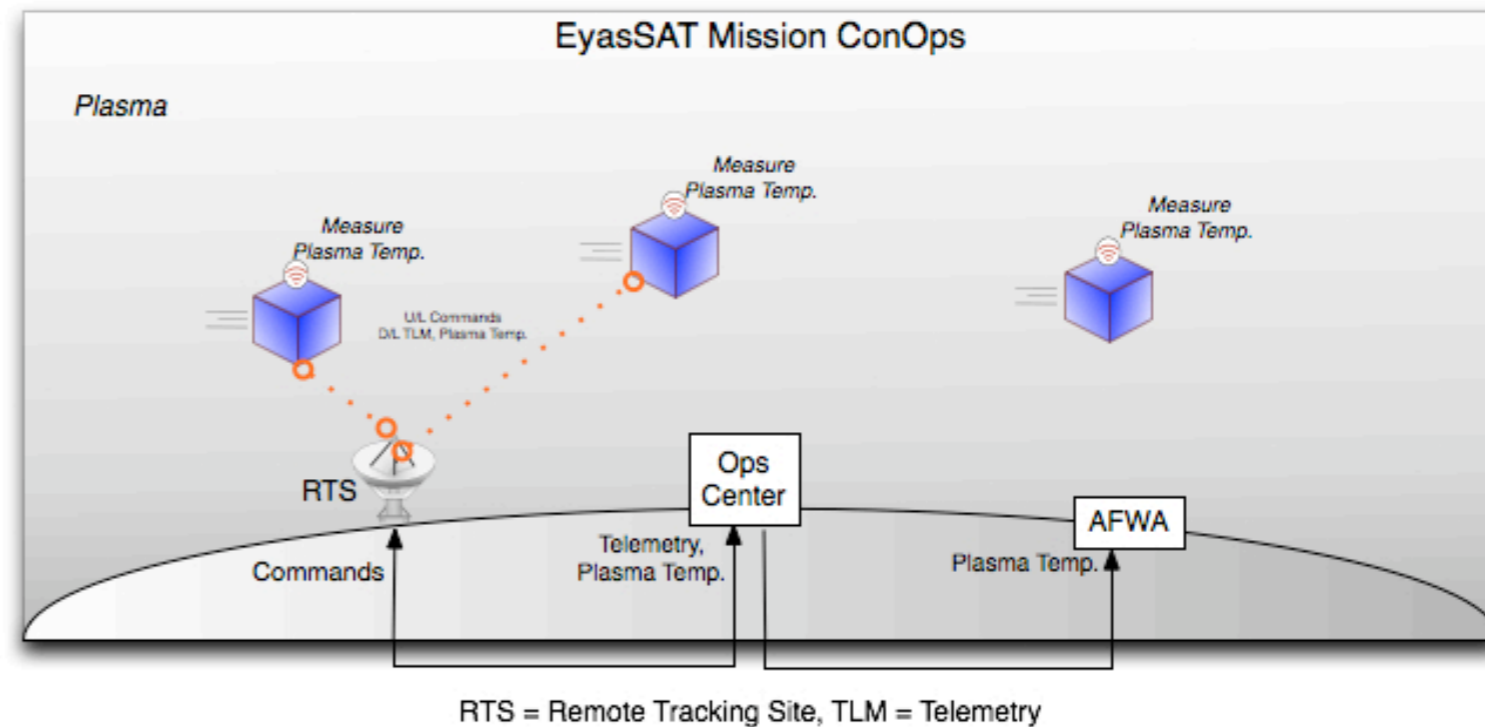 EyasSAT Mission ConOps
Plasma
Measure
Plasma Temp.
Measure
Plasma Temp.
Measure
Plasma Temp.
U/L Commands
D/L TLM, Plasma Temp.
RTS
Ops
Center
AFWA
Commands
Telemetry,
Plasma Temp.
Plasma Temp.
RTS = Remote Tracking Site, TLM = Telemetry